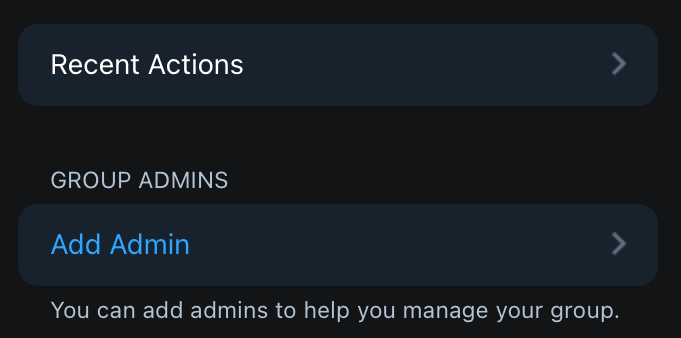 Recent Actions
GROUP ADMINS
Add Admin
You can add admins to help you manage your group.